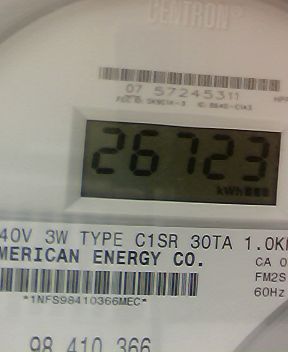 CENTRON®
07 57245311
26723
kWh
40V 3W TYPE C1SR 30TA 1.0K
MERICAN ENERGY CO.
CA 0
FM2S
60Hz
*1NFS98410366MEC*
98 410 366